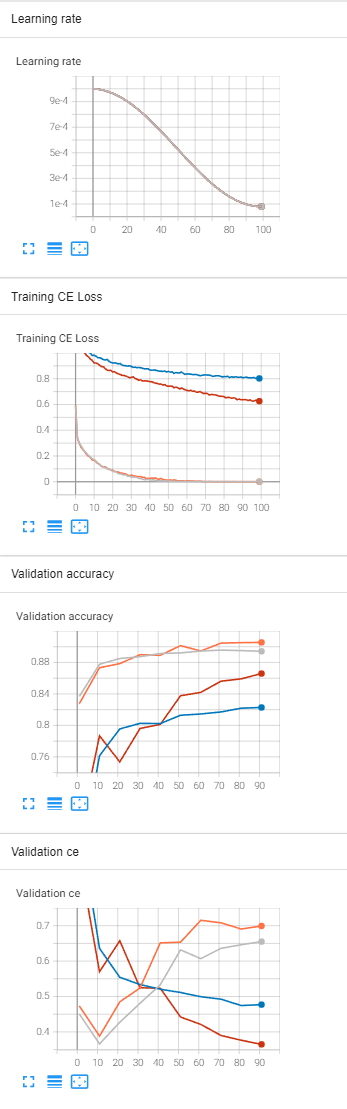 Learning rate
Learning rate
9e-4
7e-4
5e-4
3e-4
1e-4
0 20 40 60 80 100
Training CE Loss
Training CE Loss
0.8
0.6
0.4
0.2
0
0 10 20 30 40 50 60 70 80 90 100
Validation accuracy
Validation accuracy
0.88
0.84
0.8
0.76
0 10 20 30 40 50 60 70 80 90
Validation ce
Validation ce
0.7
0.6
0.5
0.4
0 10 20 30 40 50 60 70 80 90